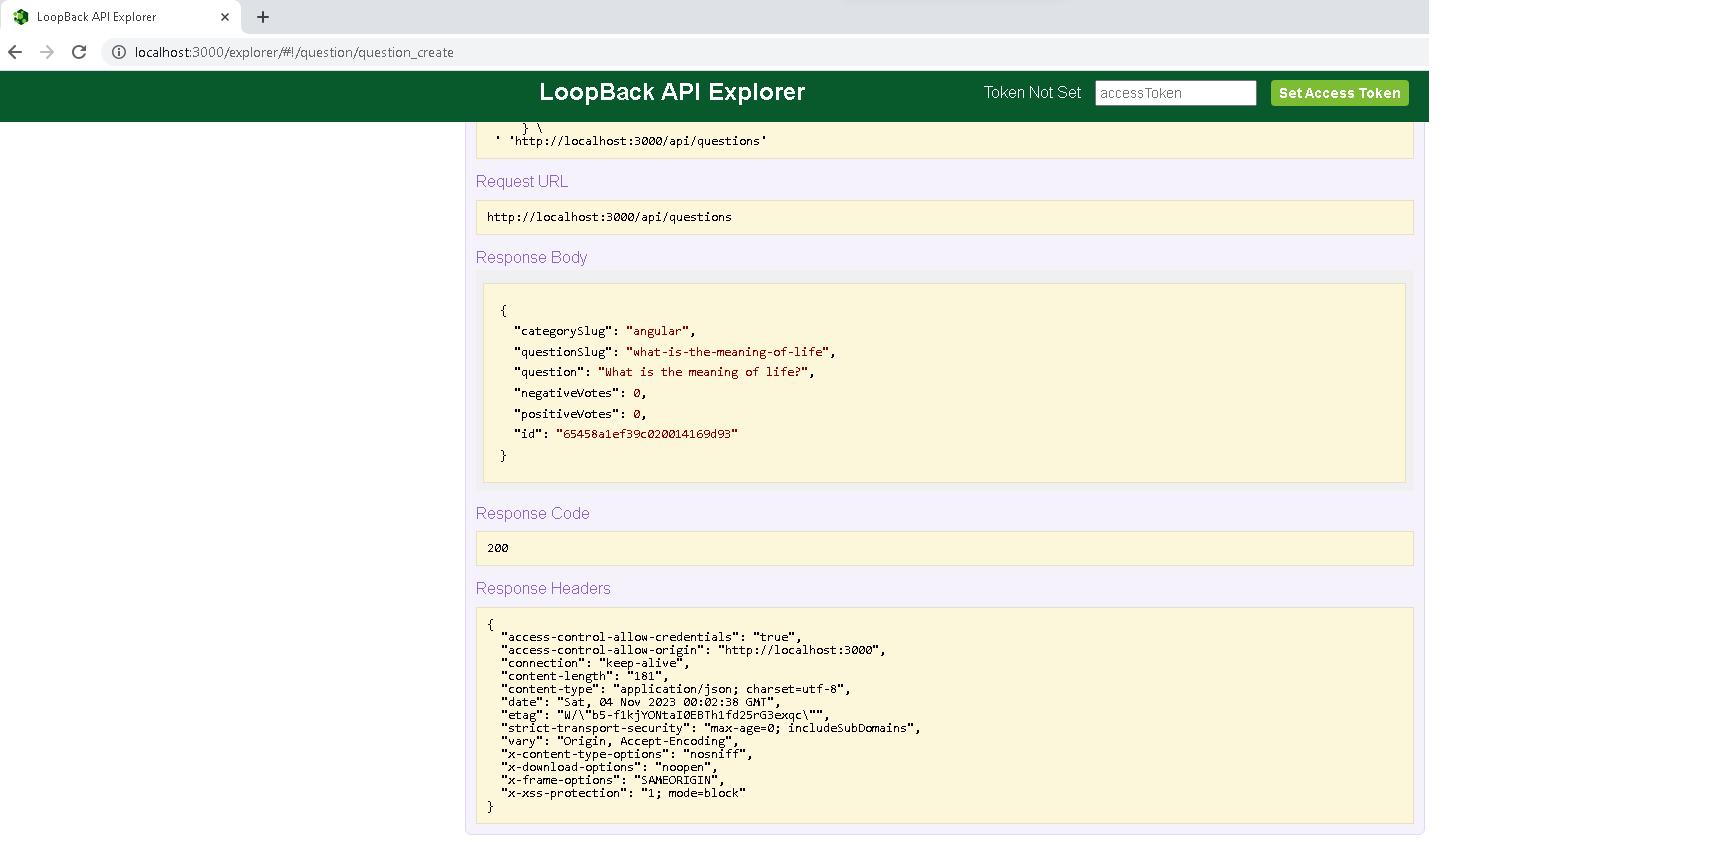 LoopBack API Explorer
localhost:3000/explorer/#!/question/question_create
LoopBack API Explorer
Token Not Set
accessToken
Set Access Token
} \
' 'http://localhost:3000/api/questions'
Request URL
http://localhost:3000/api/questions
Response Body
{
"categorySlug": "angular",
"questionSlug": "what-is-the-meaning-of-life",
"question": "What is the meaning of life?",
"negativeVotes": 0,
"positiveVotes": 0,
"id": "65458a1ef39c020014169d93"
}
Response Code
200
Response Headers
{
"access-control-allow-credentials": "true",
"access-control-allow-origin": "http://localhost:3000",
"connection": "keep-alive",
"content-length": "181",
"content-type": "application/json; charset=utf-8",
"date": "Sat, 04 Nov 2023 00:02:38 GMT",
"etag": "W/\"b5-f1kjYONtaI0EBTh1fd25rG3exqc\"",
"strict-transport-security": "max-age=0; includeSubDomains",
"vary": "Origin, Accept-Encoding",
"x-content-type-options": "nosniff",
"x-download-options": "noopen",
"x-frame-options": "SAMEORIGIN",
"x-xss-protection": "1; mode=block"
}